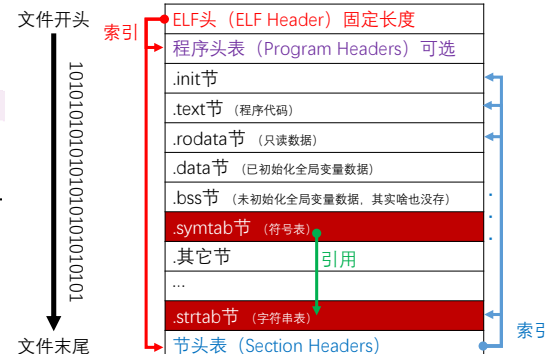 文件开头
索引
ELF头（ELF Header）固定长度
程序头表（Program Headers）可选
.init节
.text节（程序代码）
.rodata节（只读数据）
.data节（已初始化全局变量数据）
.bss节（未初始化全局变量数据，其实啥也没存）
.symtab节（符号表）
.其它节
引用
...
.strtab节（字符串表）
节头表（Section Headers）
文件末尾
1010101010101010101010101
索引